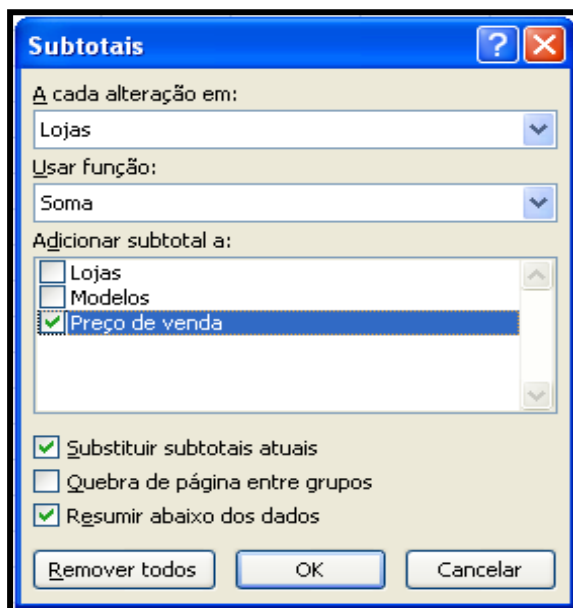 Subtotais
A cada alteração em:
Lojas
Usar função:
Soma
Adicionar subtotal a:
Lojas
Modelos
Preço de venda
Substituir subtotais atuais
Quebra de página entre grupos
Resumir abaixo dos dados
Remover todos OK Cancelar